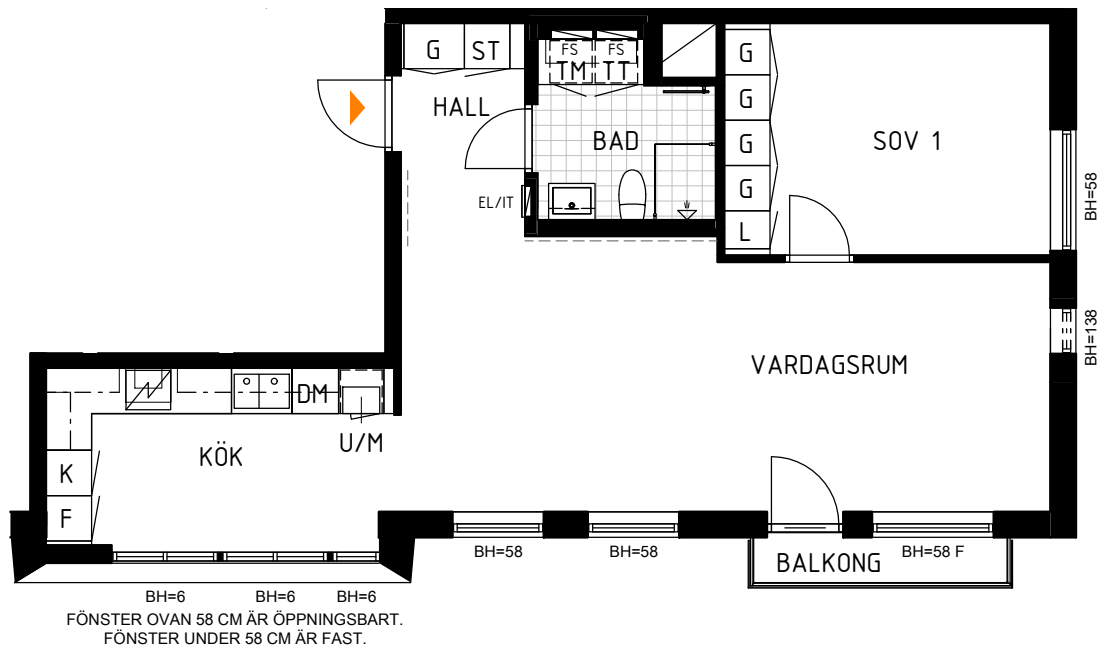 G ST
FS FS
TM TT
HALL
BAD
EL/IT
G
G
G
G
L
SOV 1
BH=58
BH=138
VARDAGSRUM
DM
U/M
KÖK
K
F
BH=58
BH=58
BH=58 F
BALKONG
BH=6 BH=6 BH=6
FÖNSTER OVAN 58 CM ÄR ÖPPNINGSBART.
FÖNSTER UNDER 58 CM ÄR FAST.